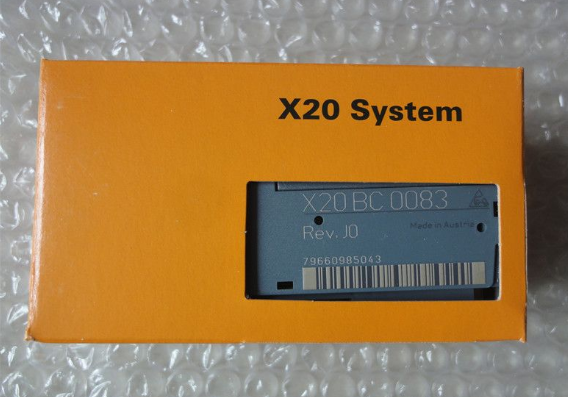 X20 System
X20 BC 0083
Rev. J0
Made in Austria
79660985043